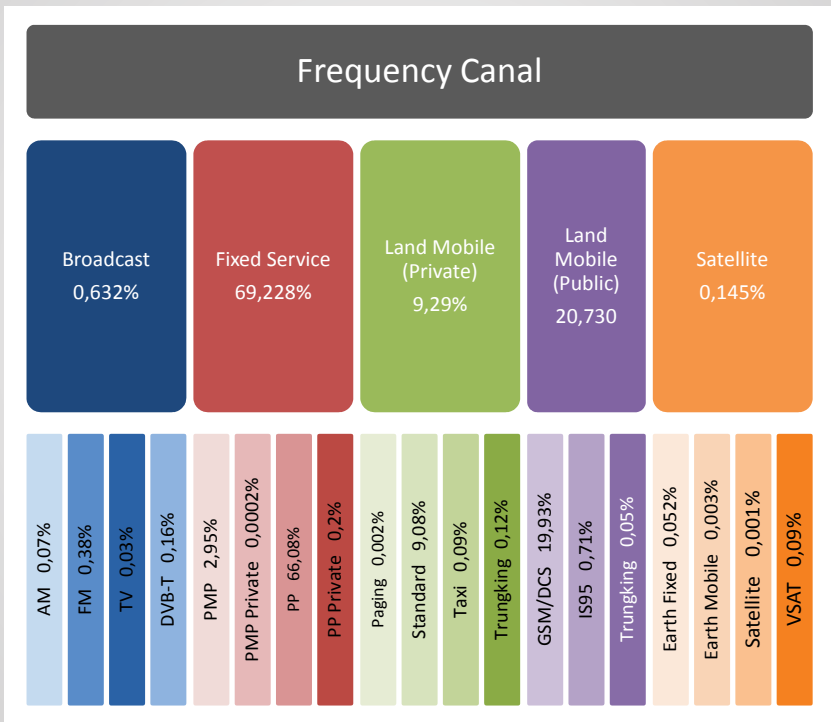 Frequency Canal
Broadcast
0,632%
Fixed Service
69,228%
Land Mobile
(Private)
9,29%
Land
Mobile
(Public)
20,730
Satellite
0,145%
AM 0,07%
FM 0,38%
TV 0,03%
DVB-T 0,16%
PMP 2,95%
PMP Private 0,0002%
PP 66,08%
PP Private 0,2%
Paging 0,002%
Standard 9,08%
Taxi 0,09%
Trungking 0,12%
GSM/DCS 19,93%
IS95 0,71%
Trungking 0,05%
Earth Fixed 0,052%
Earth Mobile 0,003%
Satellite 0,001%
VSAT 0,09%